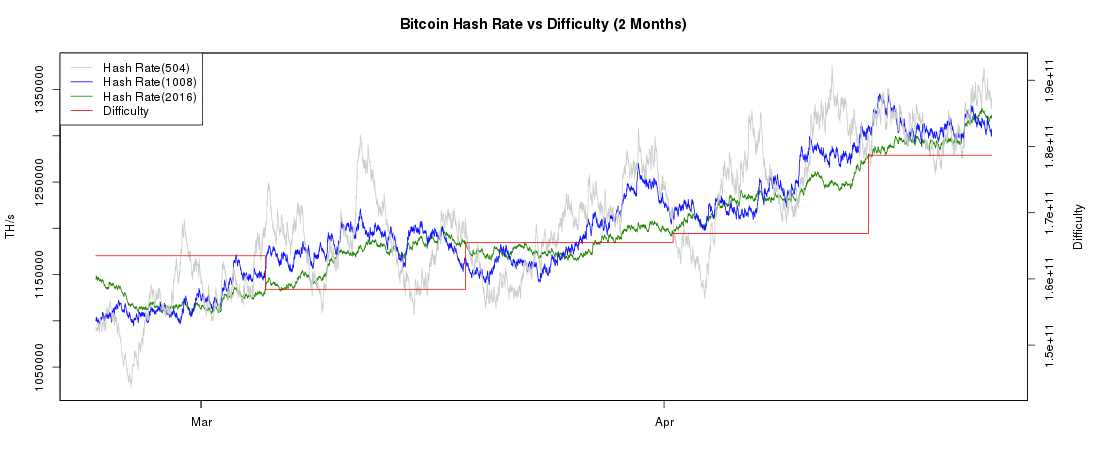 Bitcoin Hash Rate vs Difficulty (2 Months)
Hash Rate(504)
Hash Rate(1008)
Hash Rate(2016)
Difficulty
TH/s
1350000
1250000
1150000
1050000
1.9e+11
1.8e+11
1.7e+11
1.6e+11
1.5e+11
Difficulty
Mar
Apr